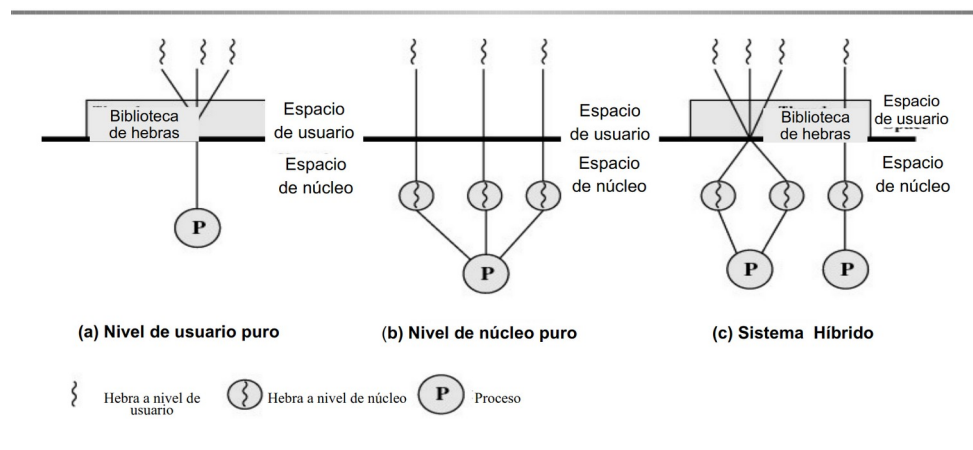 Biblioteca
de hebras
Espacio
de usuario
Espacio
de núcleo
P
(a) Nivel de usuario puro
Espacio
de usuario
Espacio
de núcleo
P
(b) Nivel de núcleo puro
Biblioteca
de hebras
Espacio
de usuario
Espacio
de núcleo
P
P
(c) Sistema Híbrido
Hebra a nivel de
usuario
Hebra a nivel de núcleo
P
Proceso